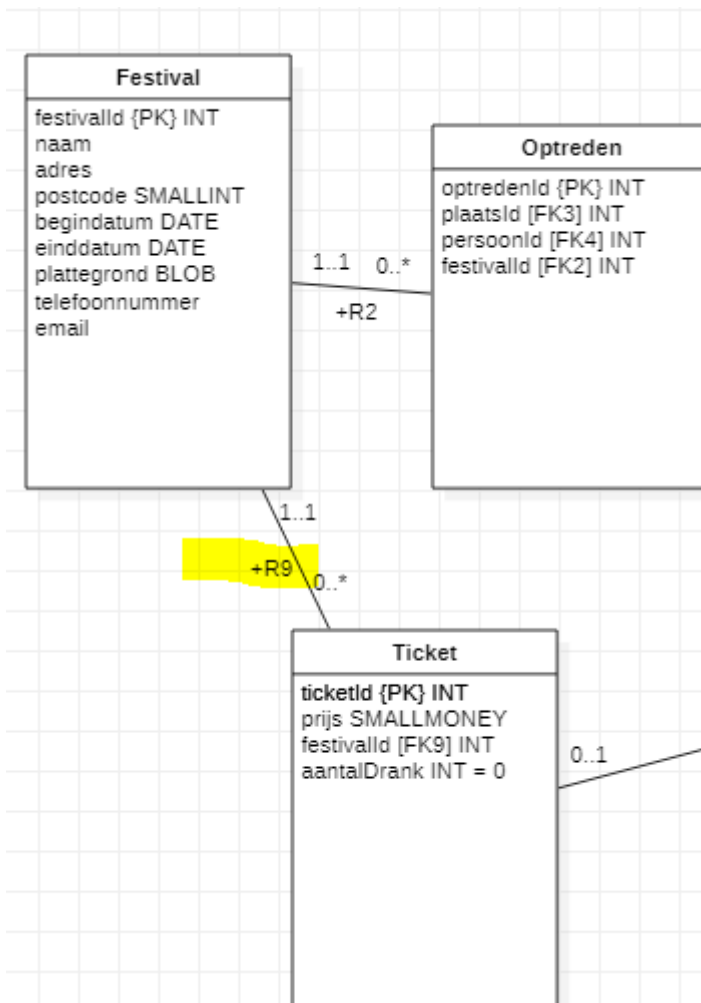 Festival
festivalId {PK} INT
naam
adres
postcode SMALLINT
begindatum DATE
einddatum DATE
plattegrond BLOB
telefoonnummer
email
Optreden
optredenId {PK} INT
plaatsId [FK3] INT
persoonId [FK4] INT
festivalId [FK2] INT
1..1 0..*
+R2
1..1
+R9
0..*
Ticket
ticketId {PK} INT
prijs SMALLMONEY
festivalId [FK9] INT
aantalDrank INT = 0
0..1